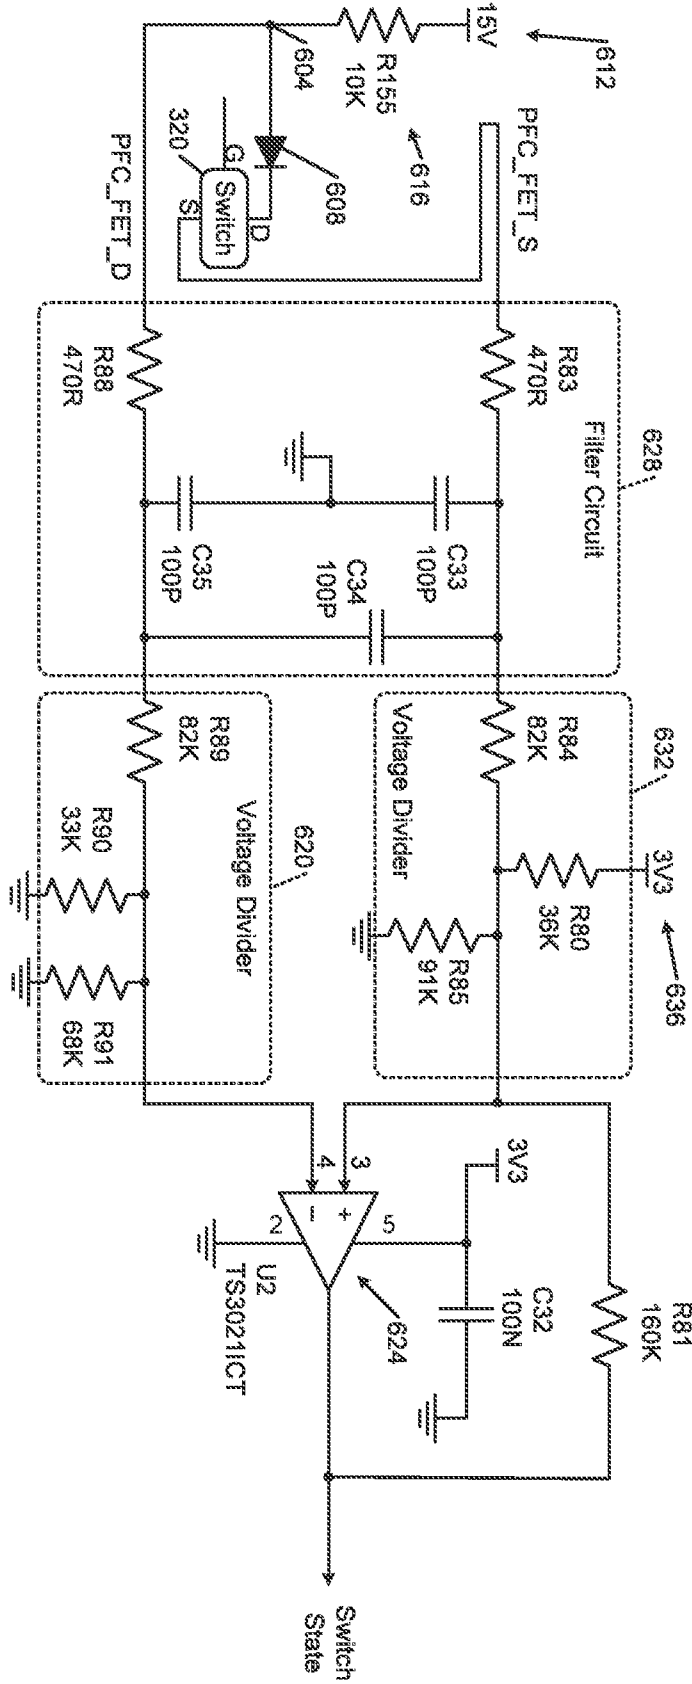 15V
612
R155
10K
616
604
PFC_FET_S
608
320
G
Switch
S
D
PFC_FET_D
R83
470R
Filter Circuit
628
R88
470R
C33
100P
C34
100P
C35
100P
632
R84
82K
Voltage Divider
3V3
636
R80
36K
R85
91K
R89
82K
620
Voltage Divider
R90
33K
R91
68K
3V3
3
4
+
-
5
2
U2
TS3021ICT
624
C32
100N
R81
160K
Switch
State